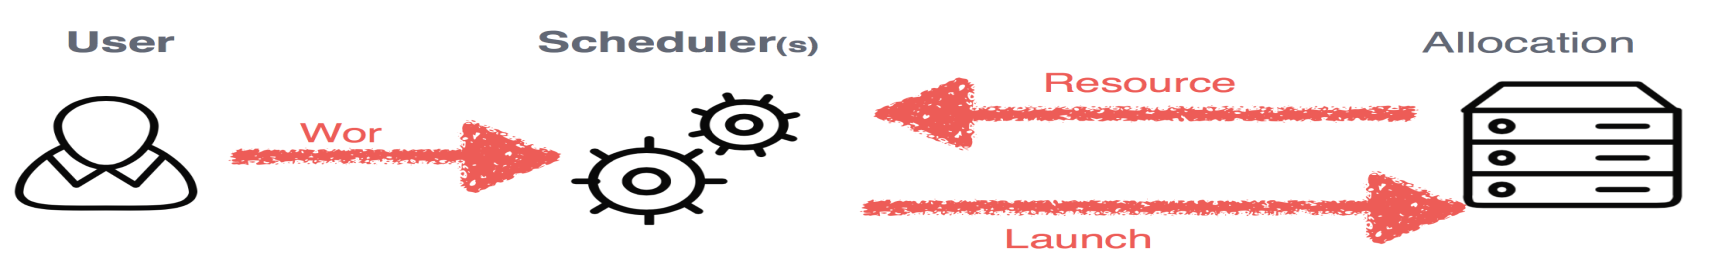 User
Scheduler(s)
Allocation
Wor
Resource
Launch